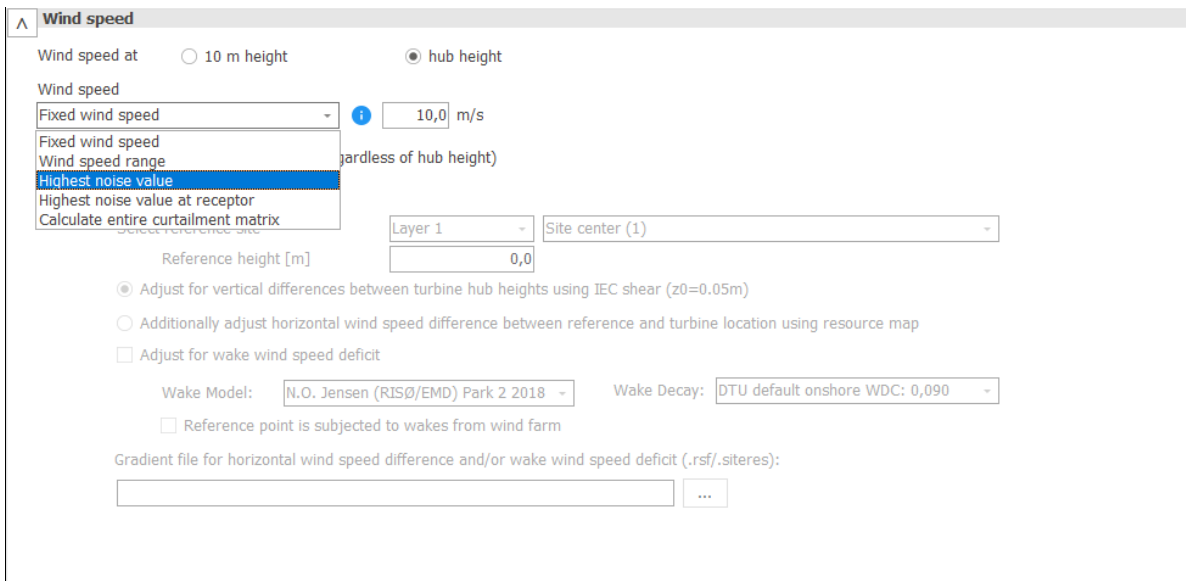 Wind speed
Wind speed at 10 m height hub height
Wind speed
Fixed wind speed 10,0 m/s
Fixed wind speed
Wind speed range gardless of hub height)
Highest noise value
Highest noise value at receptor
Calculate entire curtailment matrix
Select reference site Layer 1 Site center (1)
Reference height [m] 0,0
Adjust for vertical differences between turbine hub heights using IEC shear (z0=0.05m)
Additionally adjust horizontal wind speed difference between reference and turbine location using resource map
Adjust for wake wind speed deficit
Wake Model: N.O. Jensen (RISØ/EMD) Park 2 2018 Wake Decay: DTU default onshore WDC: 0,090
Reference point is subjected to wakes from wind farm
Gradient file for horizontal wind speed difference and/or wake wind speed deficit (.rsf/.siteres):
...